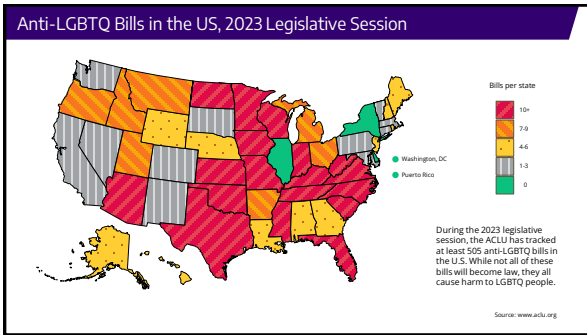 Anti-LGBTQ Bills in the US, 2023 Legislative Session
Bills per state
10+
7-9
4-6
1-3
0
Washington, DC
Puerto Rico
During the 2023 legislative
session, the ACLU has tracked
at least 505 anti-LGBTQ bills in
the U.S. While not all of these
bills will become law, they all
cause harm to LGBTQ people.
Source: www.aclu.org